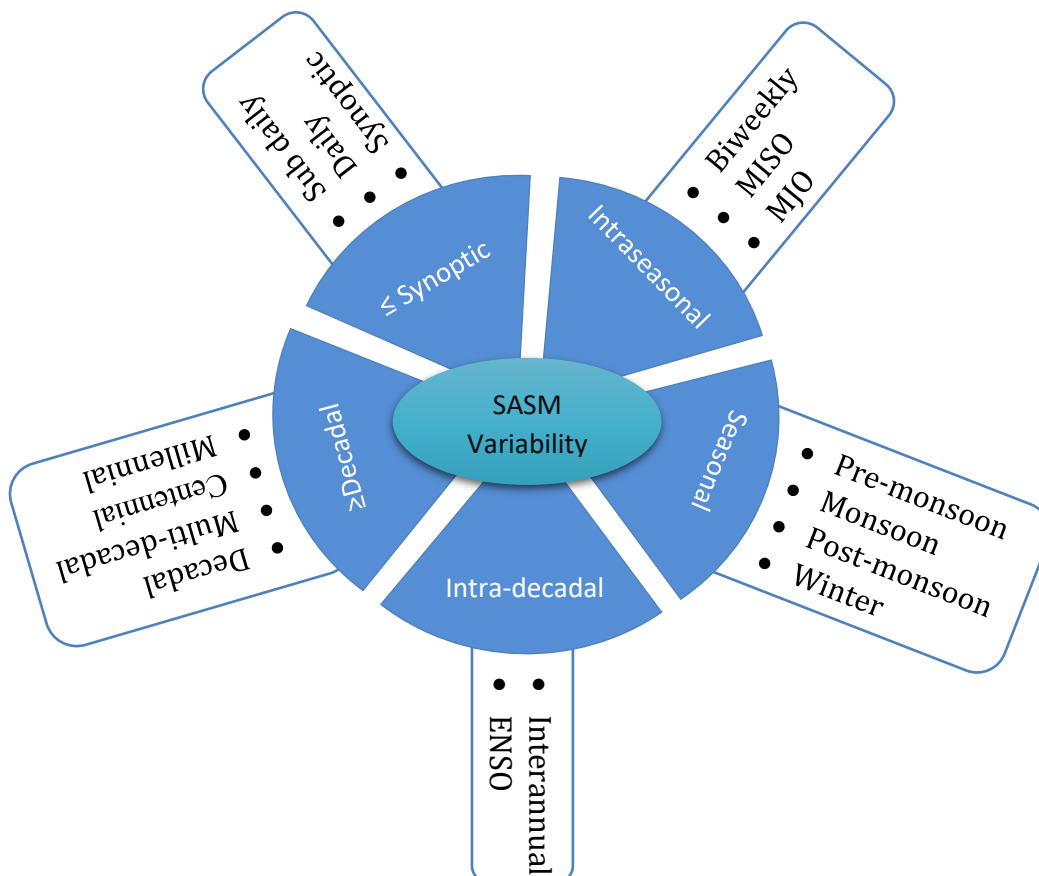 SASM
Variability
≤ Synoptic
• Sub daily
• Daily
• Synoptic
Intraseasonal
• Biweekly
• MISO
• MJO
Seasonal
• Pre-monsoon
• Monsoon
• Post-monsoon
• Winter
Intra-decadal
• Interannual
• ENSO
≥Decadal
• Decadal
• Multi-decadal
• Centennial
• Millennial